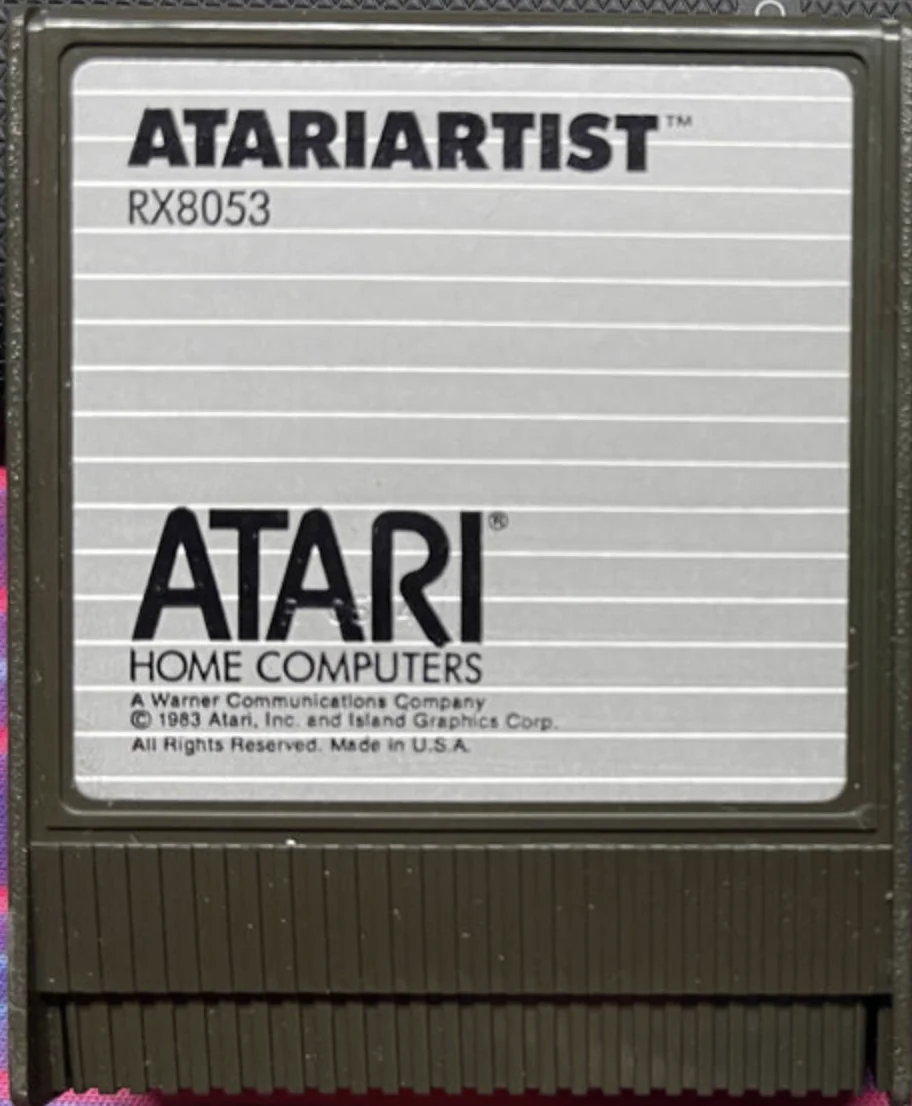 ATARIARTIST™
RX8053
ATARI®
HOME COMPUTERS
A Warner Communications Company
© 1983 Atari, Inc. and Island Graphics Corp.
All Rights Reserved. Made in U.S.A.